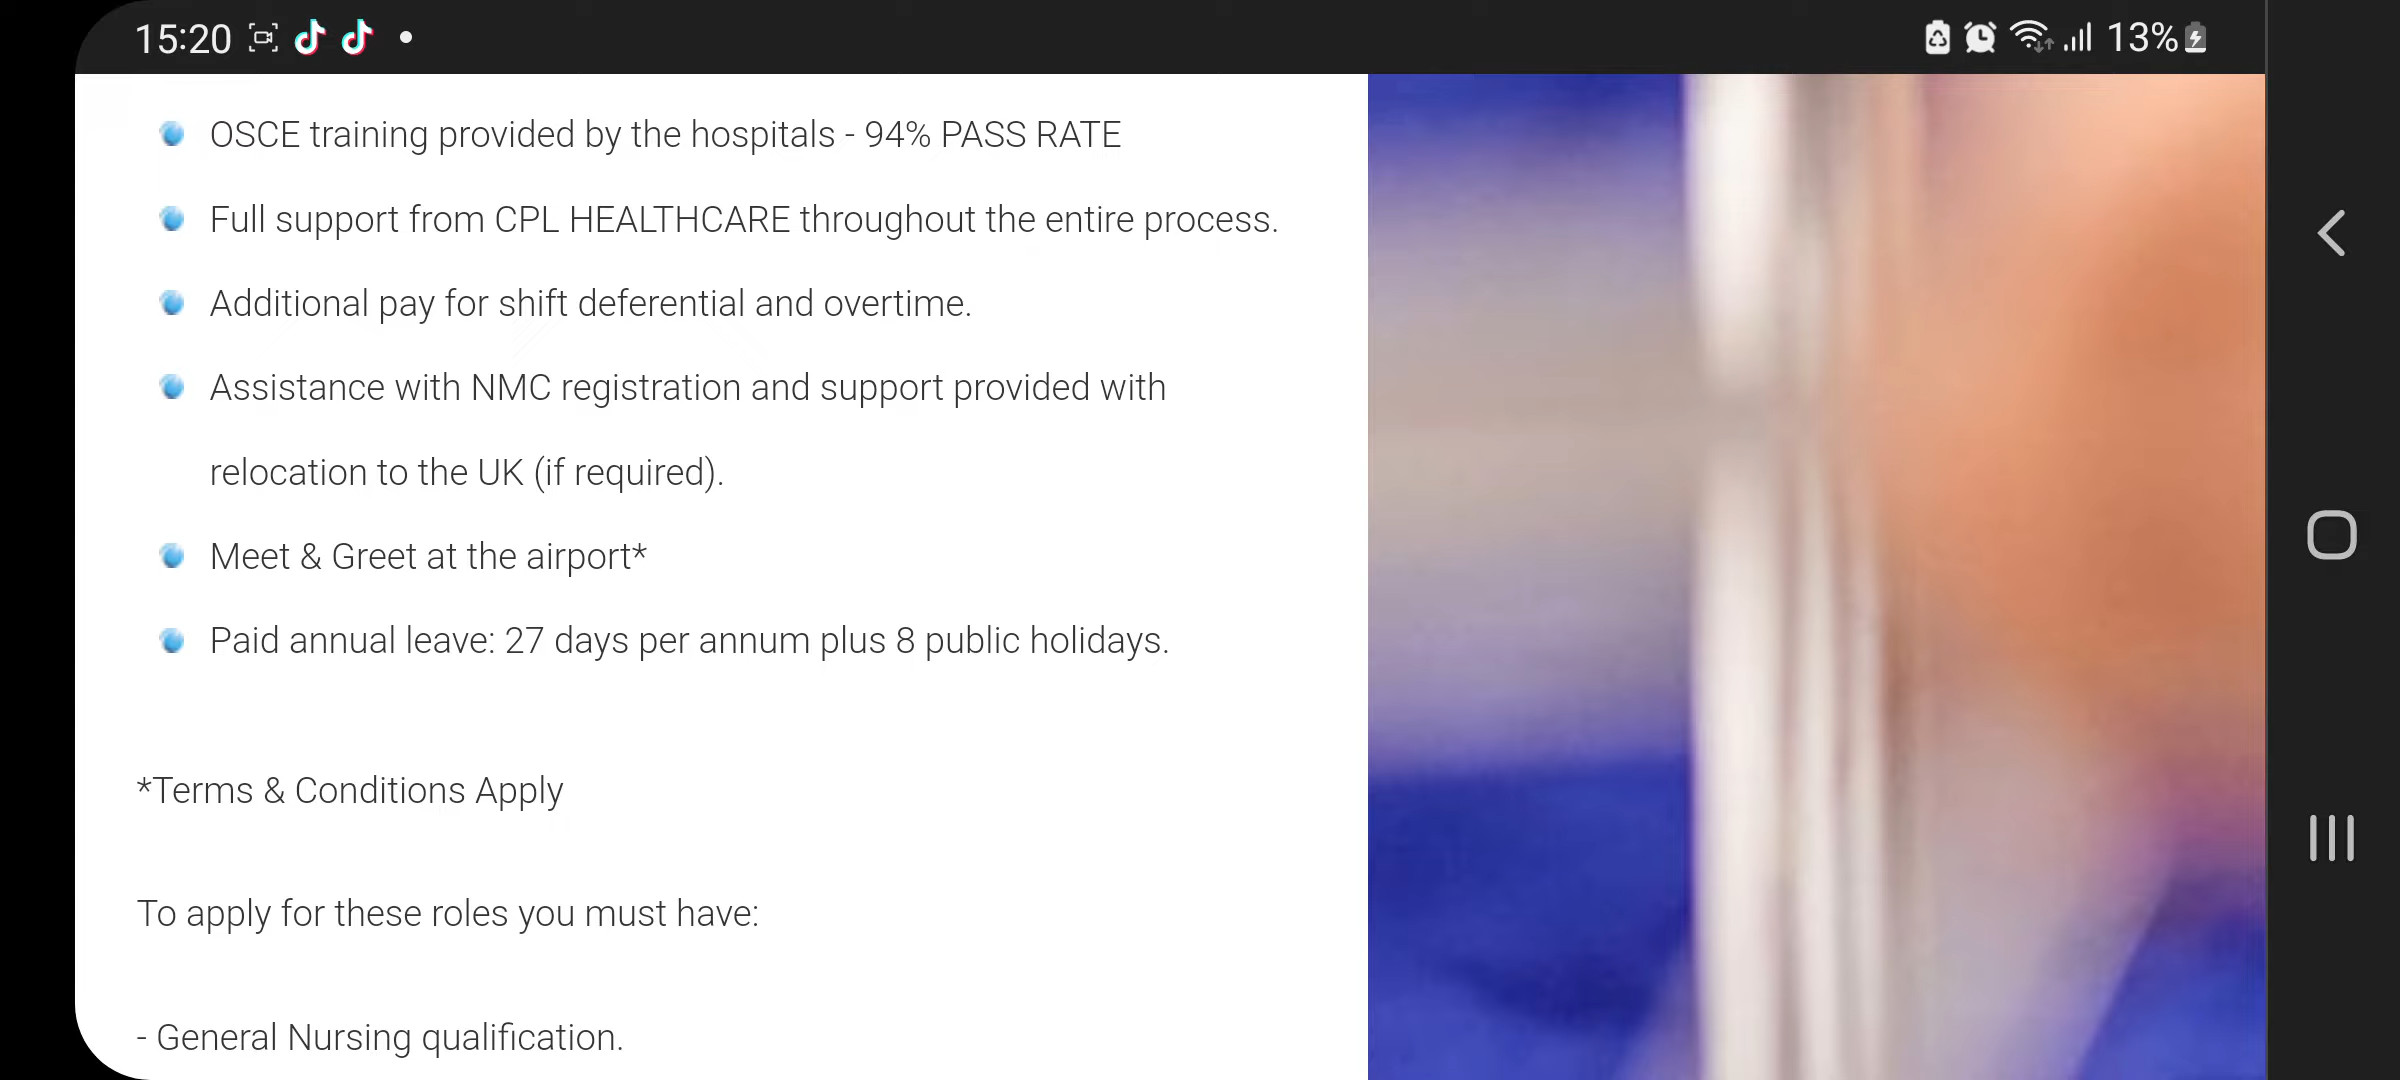 15:20
13%
OSCE training provided by the hospitals - 94% PASS RATE
Full support from CPL HEALTHCARE throughout the entire process.
Additional pay for shift deferential and overtime.
Assistance with NMC registration and support provided with
relocation to the UK (if required).
Meet & Greet at the airport*
Paid annual leave: 27 days per annum plus 8 public holidays.
*Terms & Conditions Apply
To apply for these roles you must have:
- General Nursing qualification.